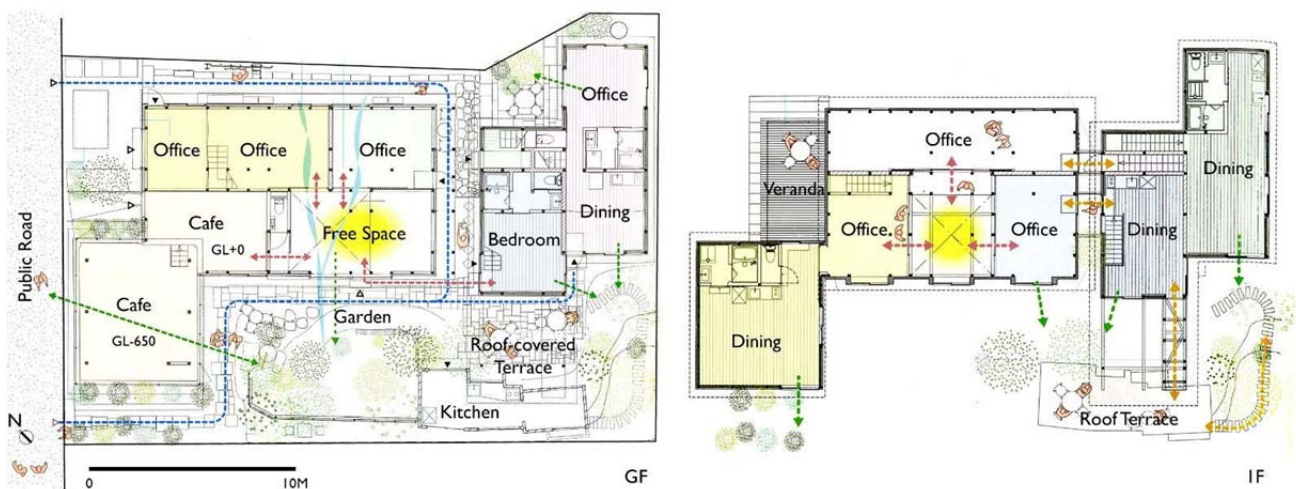 Office
Office
Office
Office
Cafe
GL+0
Free Space
Dining
Bedroom
Public Road
Cafe
GL-650
Garden
Roof-covered
Terrace
Kitchen
N
0
10M
GF
Office
Veranda
Dining
Office
Office
Dining
Dining
Roof Terrace
1F